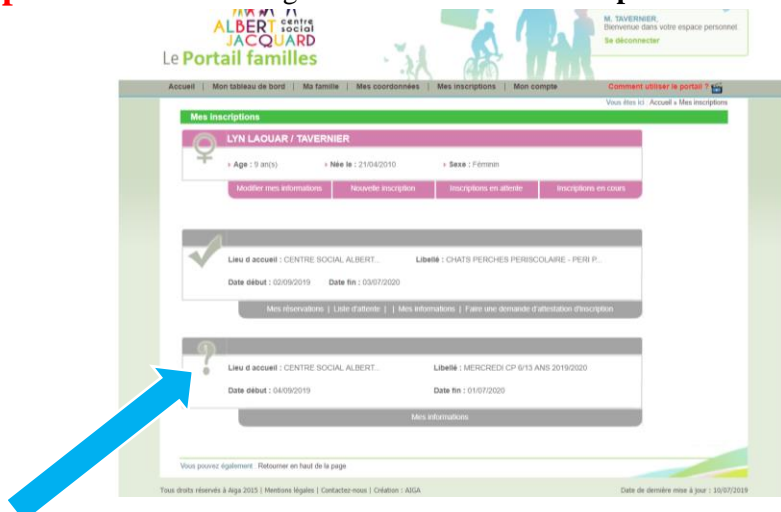 ALBERT centre
social
JACQUARD
Le Portail familles
M. TAVERNIER,
Bienvenue dans votre espace personnel
Se déconnecter
Accueil | Mon tableau de bord | Ma famille | Mes coordonnées | Mes inscriptions | Mon compte Comment utiliser le portail ?
Vous êtes ici : Accueil » Mes inscriptions
Mes inscriptions
LYN LAOUAR / TAVERNIER
Age : 9 an(s) Née le : 21/04/2010 Sexe : Féminin
Modifier mes informations Nouvelle inscription Inscriptions en attente Inscriptions en cours
Lieu d accueil : CENTRE SOCIAL ALBERT... Libellé : CHATS PERCHES PERISCOLAIRE - PERI P...
Date début : 02/09/2019 Date fin : 03/07/2020
Mes réservations | Liste d'attente | | Mes informations | Faire une demande d'attestation d'inscription
?
Lieu d accueil : CENTRE SOCIAL ALBERT... Libellé : MERCREDI CP 6/13 ANS 2019/2020
Date début : 04/09/2019 Date fin : 01/07/2020
Mes informations
Vous pouvez également : Retourner en haut de la page
Tous droits réservés à Aiga 2015 | Mentions légales | Contactez-nous | Création : AIGA Date de dernière mise à jour : 10/07/2019